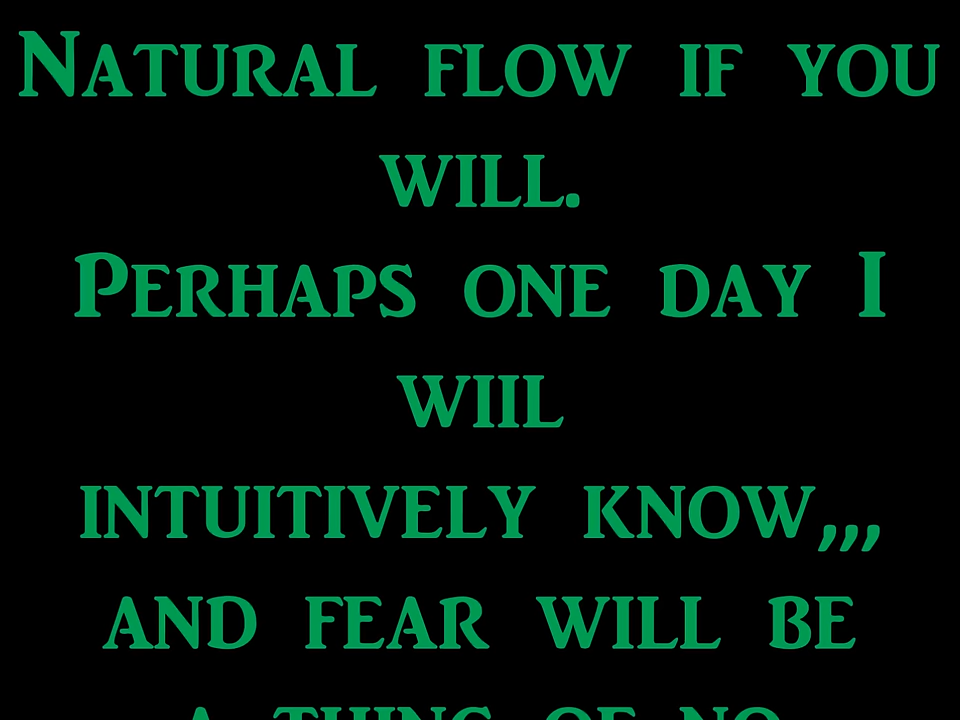 Natural flow if you
will.
Perhaps one day I
wiil
intuitively know,,,
and fear will be
a thing of no